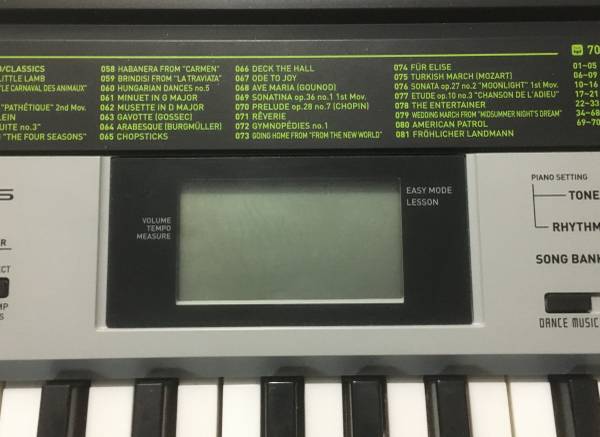 /CLASSICS
LITTLE LAMB
LE CARNAVAL DES ANIMAUX"
"PATHÉTIQUE" 2nd Mov.
LEIN
UITE no.3"
"THE FOUR SEASONS"
058 HABANERA FROM "CARMEN"
059 BRINDISI FROM "LA TRAVIATA"
060 HUNGARIAN DANCES no.5
061 MINUET IN G MAJOR
062 MUSETTE IN D MAJOR
063 GAVOTTE (GOSSEC)
064 ARABESQUE (BURGMÜLLER)
065 CHOPSTICKS
066 DECK THE HALL
067 ODE TO JOY
068 AVE MARIA (GOUNOD)
069 SONATINA op.36 no.1 1st Mov.
070 PRELUDE op.28 no.7 (CHOPIN)
071 RÊVERIE
072 GYMNOPÉDIES no.1
073 GOING HOME FROM "FROM THE NEW WORLD"
074 FÜR ELISE
075 TURKISH MARCH (MOZART)
076 SONATA op.27 no.2 "MOONLIGHT" 1st Mov.
077 ETUDE op.10 no.3 "CHANSON DE L'ADIEU"
078 THE ENTERTAINER
079 WEDDING MARCH FROM "MIDSUMMER NIGHT'S DREAM"
080 AMERICAN PATROL
081 FRÖHLICHER LANDMANN
70
01-05
06-09
10-16
17-21
22-33
34-68
69-70
5
ER
ECT
MP
S
VOLUME
TEMPO
MEASURE
EASY MODE
LESSON
PIANO SETTING
TONE
RHYTHM
SONG BANK
DANCE MUSIC